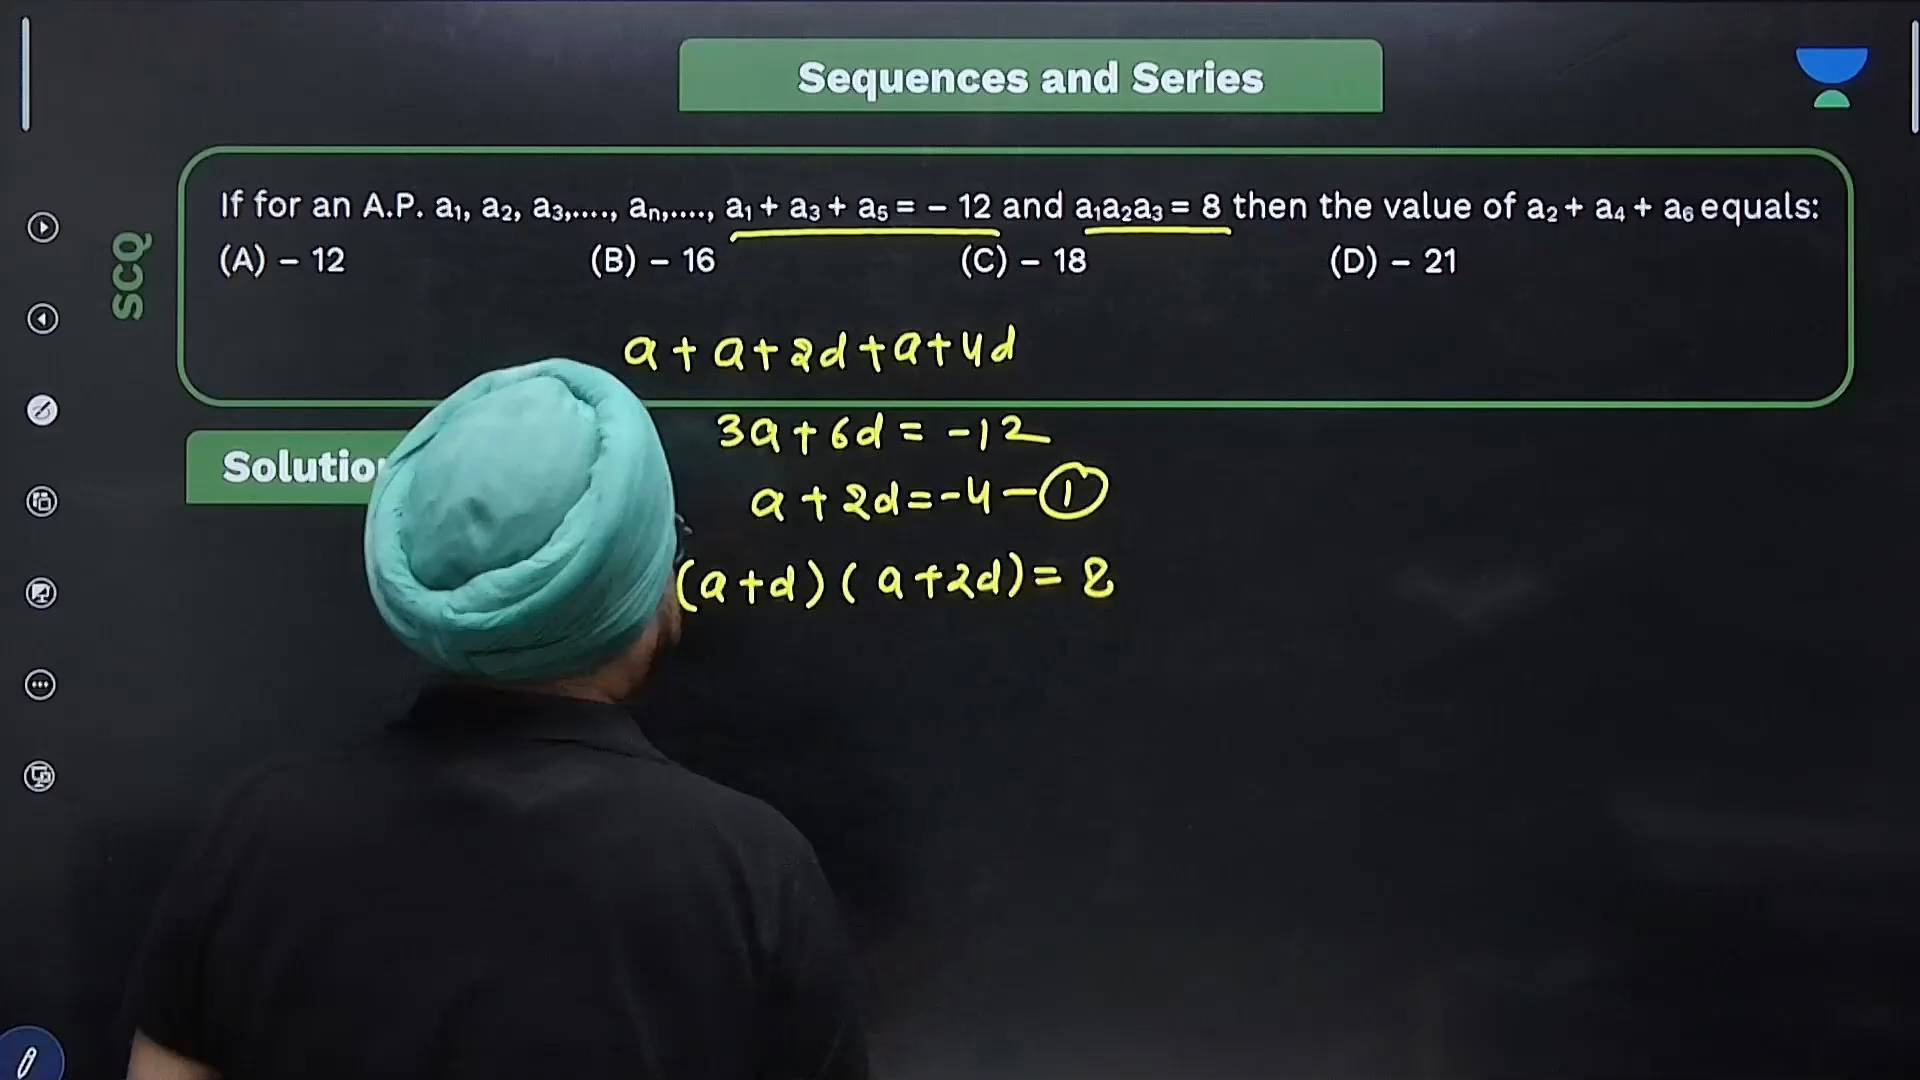 Sequences and Series
SCQ
If for an A.P. a₁, a₂, a₃,...., aₙ,...., a₁ + a₃ + a₅ = – 12 and a₁a₂a₃ = 8 then the value of a₂ + a₄ + a₆ equals:
(A) – 12 (B) – 16 (C) – 18 (D) – 21
a + a + 2d + a + 4d
3a + 6d = -12
Solutio
a + 2d = -4 – ①
(a + d) ( a + 2d) = 8